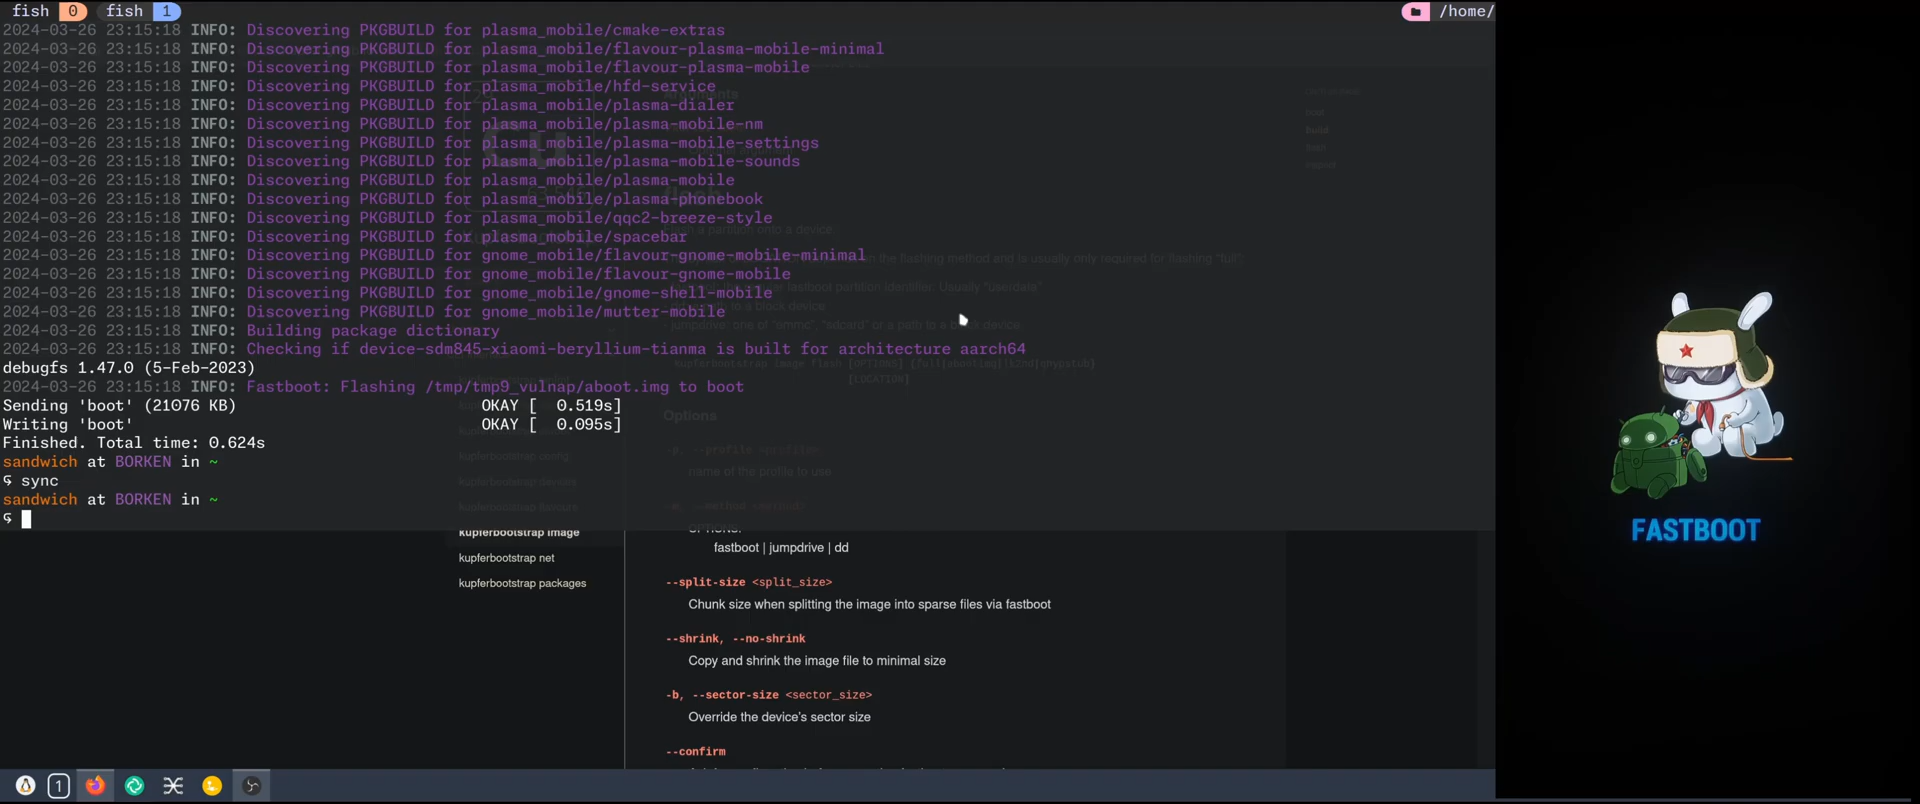 fish 0 fish 1 /home/
2024-03-26 23:15:18 INFO: Discovering PKGBUILD for plasma_mobile/cmake-extras
2024-03-26 23:15:18 INFO: Discovering PKGBUILD for plasma_mobile/flavour-plasma-mobile-minimal
2024-03-26 23:15:18 INFO: Discovering PKGBUILD for plasma_mobile/flavour-plasma-mobile
2024-03-26 23:15:18 INFO: Discovering PKGBUILD for plasma_mobile/hfd-service
2024-03-26 23:15:18 INFO: Discovering PKGBUILD for plasma_mobile/plasma-dialer
2024-03-26 23:15:18 INFO: Discovering PKGBUILD for plasma_mobile/plasma-mobile-nm
2024-03-26 23:15:18 INFO: Discovering PKGBUILD for plasma_mobile/plasma-mobile-settings
2024-03-26 23:15:18 INFO: Discovering PKGBUILD for plasma_mobile/plasma-mobile-sounds
2024-03-26 23:15:18 INFO: Discovering PKGBUILD for plasma_mobile/plasma-mobile
2024-03-26 23:15:18 INFO: Discovering PKGBUILD for plasma_mobile/plasma-phonebook
2024-03-26 23:15:18 INFO: Discovering PKGBUILD for plasma_mobile/qqc2-breeze-style
2024-03-26 23:15:18 INFO: Discovering PKGBUILD for plasma_mobile/spacebar
2024-03-26 23:15:18 INFO: Discovering PKGBUILD for gnome_mobile/flavour-gnome-mobile-minimal
2024-03-26 23:15:18 INFO: Discovering PKGBUILD for gnome_mobile/flavour-gnome-mobile
2024-03-26 23:15:18 INFO: Discovering PKGBUILD for gnome_mobile/gnome-shell-mobile
2024-03-26 23:15:18 INFO: Discovering PKGBUILD for gnome_mobile/mutter-mobile
2024-03-26 23:15:18 INFO: Building package dictionary
2024-03-26 23:15:18 INFO: Checking if device-sdm845-xiaomi-beryllium-tianma is built for architecture aarch64
debugfs 1.47.0 (5-Feb-2023)
2024-03-26 23:15:18 INFO: Fastboot: Flashing /tmp/tmp9_vulnap/aboot.img to boot
Sending 'boot' (21076 KB) OKAY [ 0.519s]
Writing 'boot' OKAY [ 0.095s]
Finished. Total time: 0.624s
sandwich at BORKEN in ~
sync
sandwich at BORKEN in ~
Arguments
flash
Flash a partition onto a device
Options
name of the profile to use
kupferbootstrap image
kupferbootstrap net
kupferbootstrap packages
OPTIONS:
fastboot | jumpdrive | dd
--split-size <split_size>
Chunk size when splitting the image into sparse files via fastboot
--shrink, --no-shrink
Copy and shrink the image file to minimal size
-b, --sector-size <sector_size>
Override the device's sector size
--confirm
1
FASTBOOT